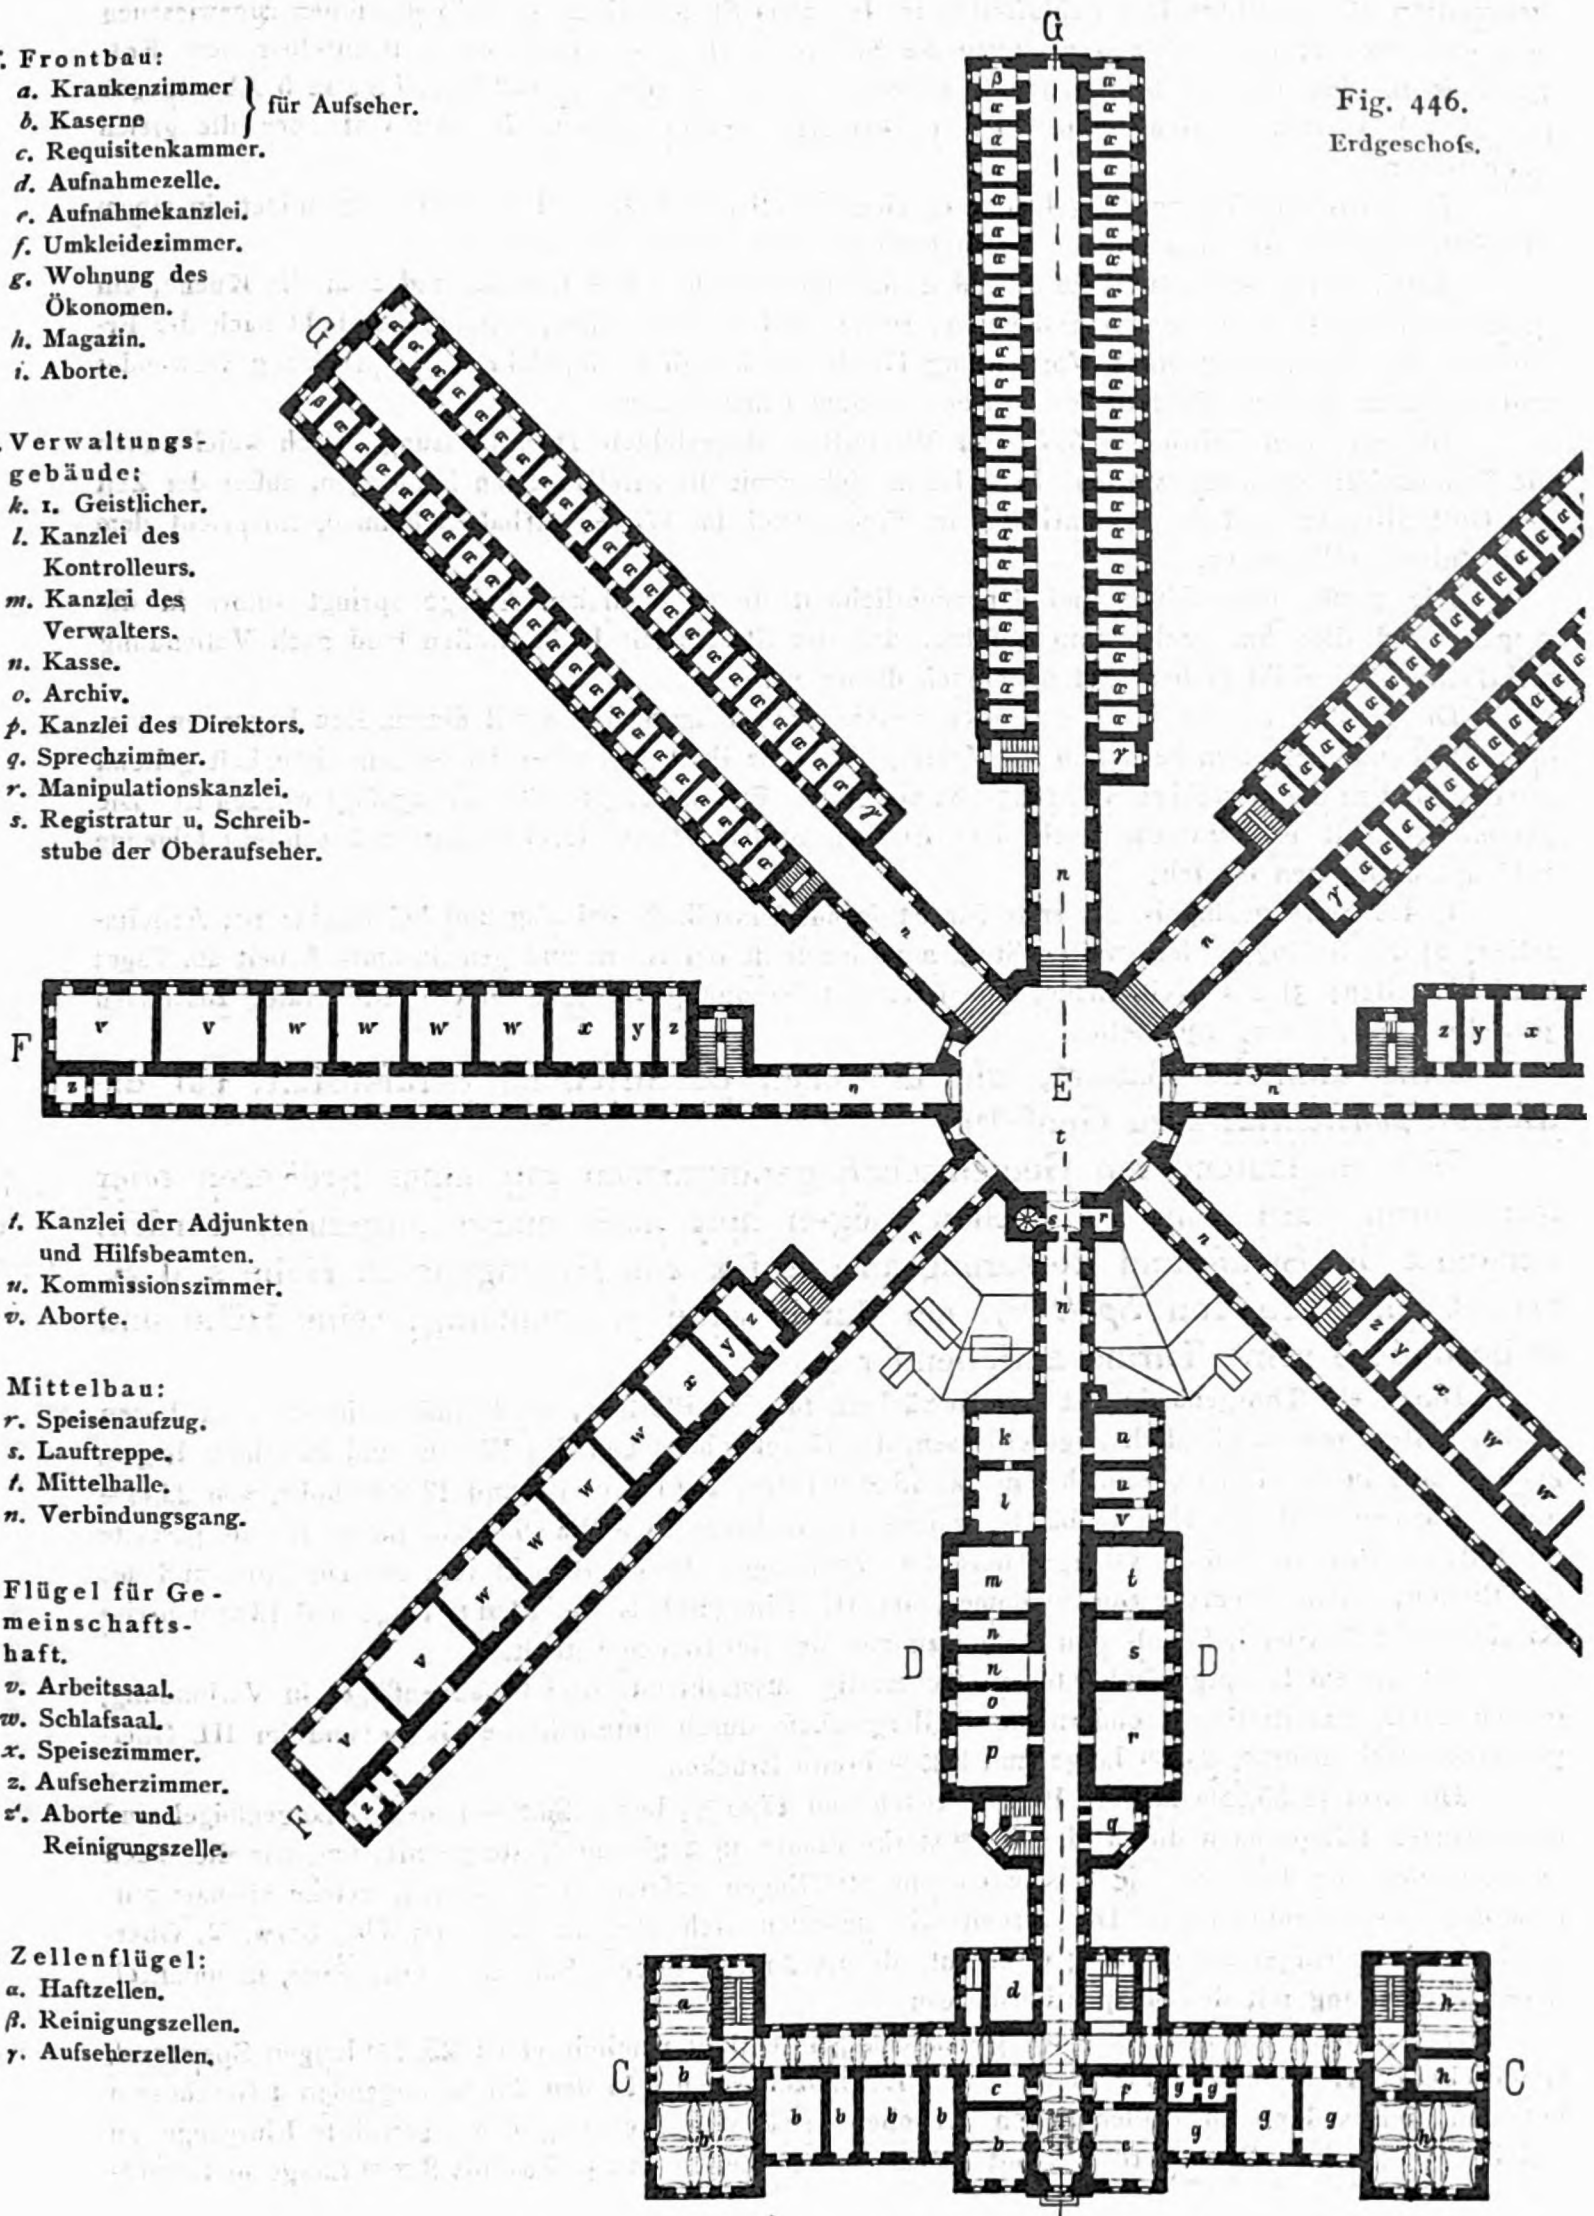 Frontbau:
a. Krankenzimmer
b. Kaserne
für Aufseher.
c. Requisitenkammer.
d. Aufnahmezelle.
e. Aufnahmekanzlei.
f. Umkleidezimmer.
g. Wohnung des
Ökonomen.
h. Magazin.
i. Aborte.
Verwaltungs-
gebäude:
k. 1. Geistlicher.
l. Kanzlei des
Kontrolleurs.
m. Kanzlei des
Verwalters.
n. Kasse.
o. Archiv.
p. Kanzlei des Direktors.
q. Sprechzimmer.
r. Manipulationskanzlei.
s. Registratur u. Schreib-
stube der Oberaufseher.
t. Kanzlei der Adjunkten
und Hilfsbeamten.
u. Kommissionszimmer.
v. Aborte.
Mittelbau:
r. Speisenaufzug.
s. Lauftreppe.
t. Mittelhalle.
n. Verbindungsgang.
Flügel für Ge-
meinschafts-
haft.
v. Arbeitssaal.
w. Schlafsaal.
x. Speisezimmer.
z. Aufseherzimmer.
z'. Aborte und
Reinigungszelle.
Zellenflügel:
α. Haftzellen.
β. Reinigungszellen.
γ. Aufseherzellen.
Fig. 446.
Erdgeschoſs.
G
G
F
v v w w w w x y z
z
n
E
t
n
z y x
s r
n
k u
l u
v
m t
n
D n s D
o
p r
q
F
d
C a b b b b b b c b f e g g g g g h h h C